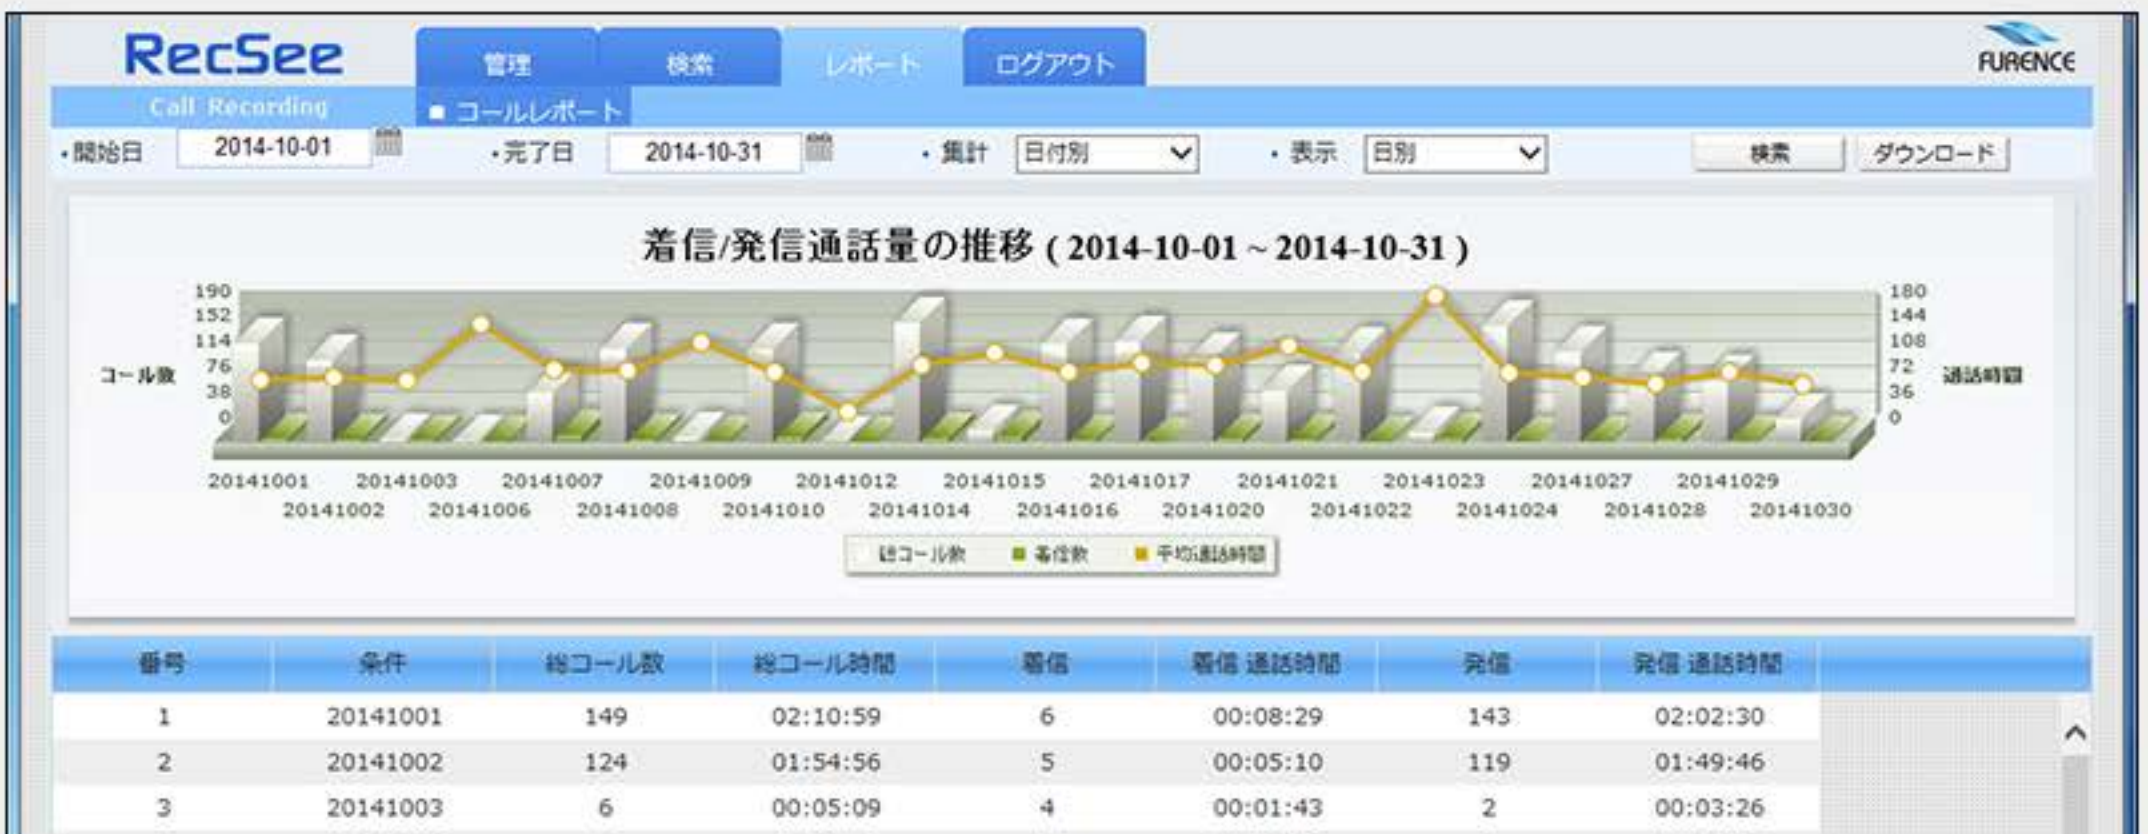 RecSee 管理 検索 レポート ログアウト FURENCE
Call Recording ■ コールレポート
・開始日 2014-10-01 ・完了日 2014-10-31 ・集計 日付別 ・表示 日別 検索 ダウンロード
着信/発信通話量の推移 ( 2014-10-01 ~ 2014-10-31 )
190 180
152 144
114 108
コール数 76 72 通話時間
38 36
0 0
20141001 20141003 20141007 20141009 20141012 20141015 20141017 20141021 20141023 20141027 20141029
20141002 20141006 20141008 20141010 20141014 20141016 20141020 20141022 20141024 20141028 20141030
総コール数 着信数 平均通話時間
番号 条件 総コール数 総コール時間 着信 着信 通話時間 発信 発信 通話時間
1 20141001 149 02:10:59 6 00:08:29 143 02:02:30
2 20141002 124 01:54:56 5 00:05:10 119 01:49:46
3 20141003 6 00:05:09 4 00:01:43 2 00:03:26